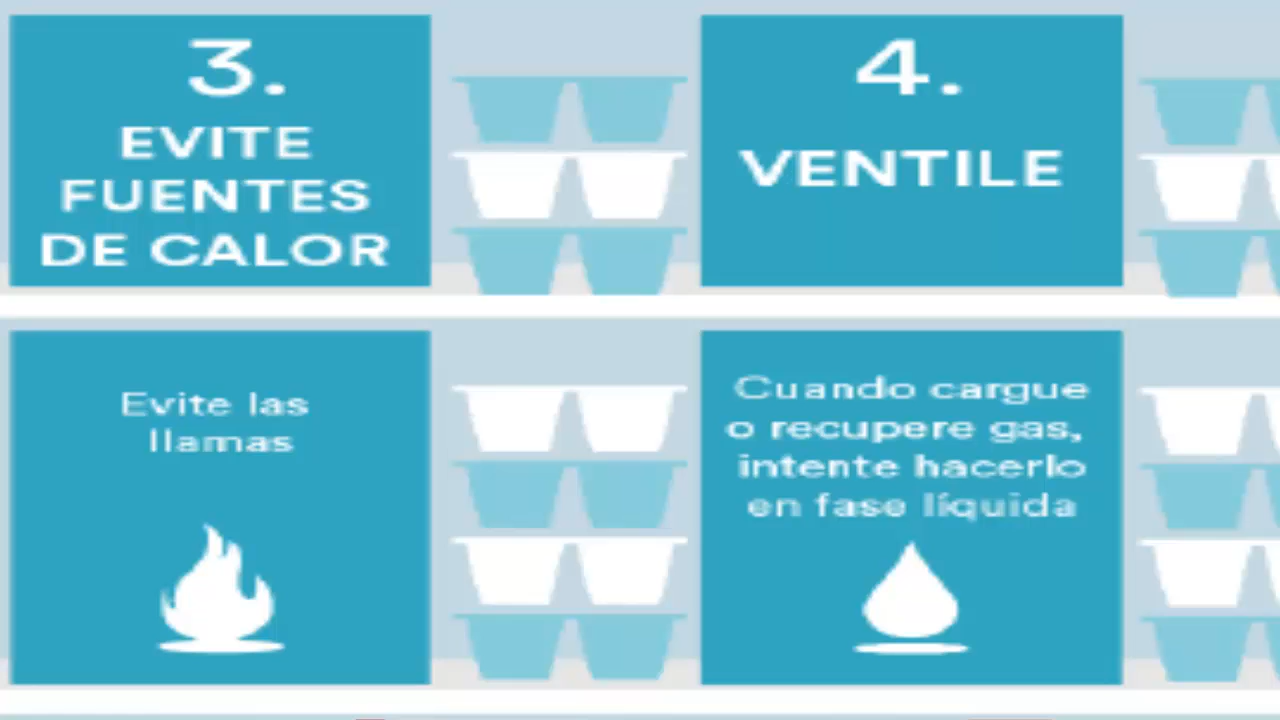 3.
EVITE
FUENTES
DE CALOR
4.
VENTILE
Evite las
llamas
Cuando cargue
o recupere gas,
intente hacerlo
en fase líquida